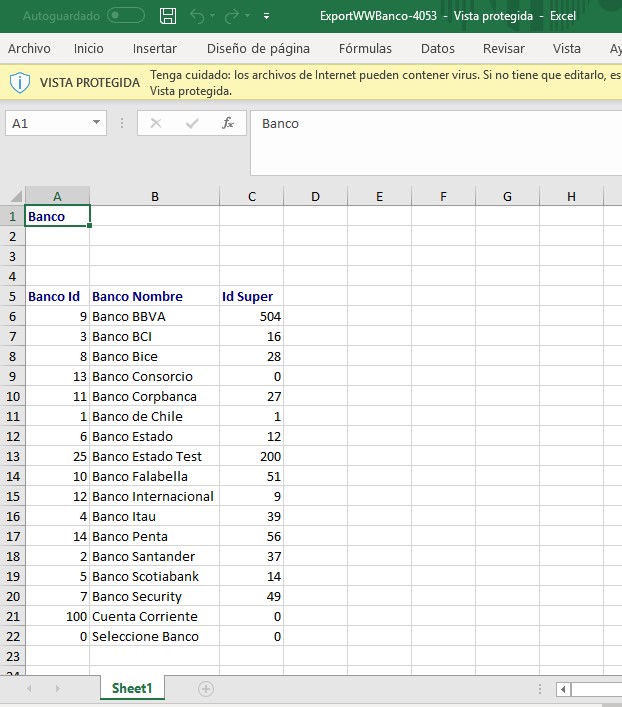 Autoguardado ExportWWBanco-4053 - Vista protegida - Excel
Archivo Inicio Insertar Diseño de página Fórmulas Datos Revisar Vista Ay
VISTA PROTEGIDA Tenga cuidado: los archivos de Internet pueden contener virus. Si no tiene que editarlo, es
Vista protegida.
A1 fx Banco
A B C D E F G H
1 Banco
2
3
4
5 Banco Id Banco Nombre Id Super
6 9 Banco BBVA 504
7 3 Banco BCI 16
8 8 Banco Bice 28
9 13 Banco Consorcio 0
10 11 Banco Corpbanca 27
11 1 Banco de Chile 1
12 6 Banco Estado 12
13 25 Banco Estado Test 200
14 10 Banco Falabella 51
15 12 Banco Internacional 9
16 4 Banco Itau 39
17 14 Banco Penta 56
18 2 Banco Santander 37
19 5 Banco Scotiabank 14
20 7 Banco Security 49
21 100 Cuenta Corriente 0
22 0 Seleccione Banco 0
23
24
Sheet1